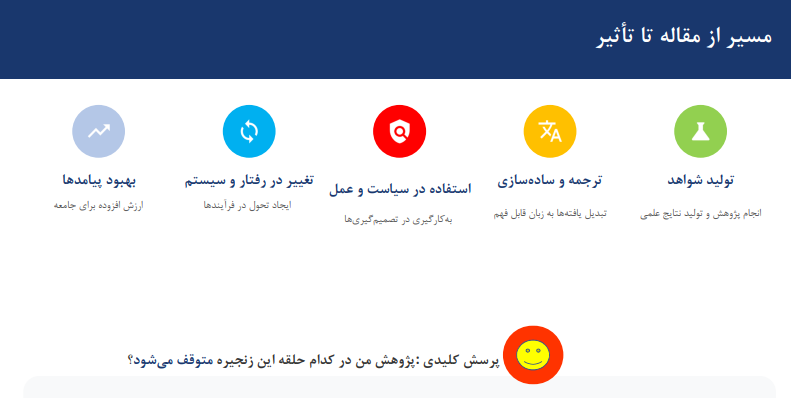 مسیر از مقاله تا تأثیر
تولید شواهد
انجام پژوهش و تولید نتایج علمی
ترجمه و ساده‌سازی
تبدیل یافته‌ها به زبان قابل فهم
استفاده در سیاست و عمل
به‌کارگیری در تصمیم‌گیری‌ها
تغییر در رفتار و سیستم
ایجاد تحول در فرآیندها
بهبود پیامدها
ارزش افزوده برای جامعه
پرسش کلیدی :پژوهش من در کدام حلقه این زنجیره متوقف می‌شود؟